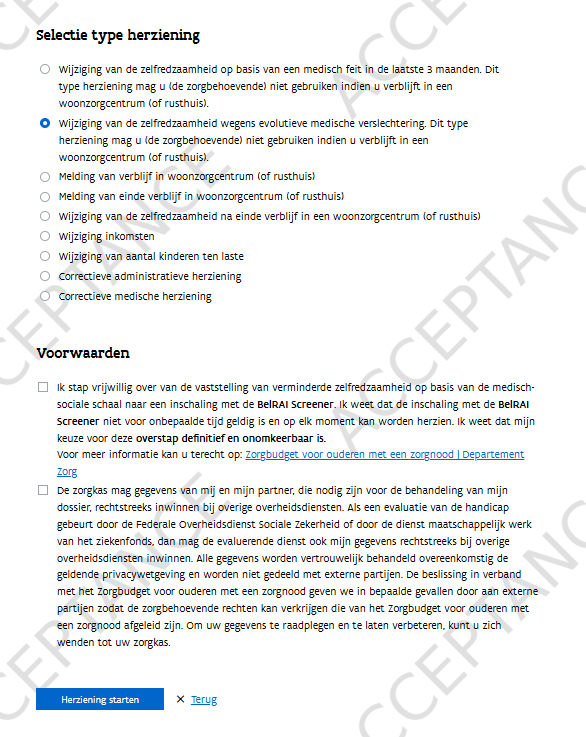 Selectie type herziening
Wijziging van de zelfredzaamheid op basis van een medisch feit in de laatste 3 maanden. Dit
type herziening mag u (de zorgbehoevende) niet gebruiken indien u verblijft in een
woonzorgcentrum (of rusthuis).
Wijziging van de zelfredzaamheid wegens evolutieve medische verslechtering. Dit type
herziening mag u (de zorgbehoevende) niet gebruiken indien u verblijft in een
woonzorgcentrum (of rusthuis).
Melding van verblijf in woonzorgcentrum (of rusthuis)
Melding van einde verblijf in woonzorgcentrum (of rusthuis)
Wijziging van de zelfredzaamheid na einde verblijf in een woonzorgcentrum (of rusthuis)
Wijziging inkomsten
Wijziging van aantal kinderen ten laste
Correctieve administratieve herziening
Correctieve medische herziening
Voorwaarden
Ik stap vrijwillig over van de vaststelling van verminderde zelfredzaamheid op basis van de medisch-
sociale schaal naar een inschaling met de BelRAI Screener. Ik weet dat de inschaling met de BelRAI
Screener niet voor onbepaalde tijd geldig is en op elk moment kan worden herzien. Ik weet dat mijn
keuze voor deze overstap definitief en onomkeerbaar is.
Voor meer informatie kan u terecht op: Zorgbudget voor ouderen met een zorgnood | Departement
Zorg
De zorgkas mag gegevens van mij en mijn partner, die nodig zijn voor de behandeling van mijn
dossier, rechtstreeks inwinnen bij overige overheidsdiensten. Als een evaluatie van de handicap
gebeurt door de Federale Overheidsdienst Sociale Zekerheid of door de dienst maatschappelijk werk
van het ziekenfonds, dan mag de evaluerende dienst ook mijn gegevens rechtstreeks bij overige
overheidsdiensten inwinnen. Alle gegevens worden vertrouwelijk behandeld overeenkomstig de
geldende privacywetgeving en worden niet gedeeld met externe partijen. De beslissing in verband
met het Zorgbudget voor ouderen met een zorgnood geven we in bepaalde gevallen door aan externe
partijen zodat de zorgbehoevende rechten kan verkrijgen die van het Zorgbudget voor ouderen met
een zorgnood afgeleid zijn. Om uw gegevens te raadplegen en te laten verbeteren, kunt u zich
wenden tot uw zorgkas.
Herziening starten
Terug